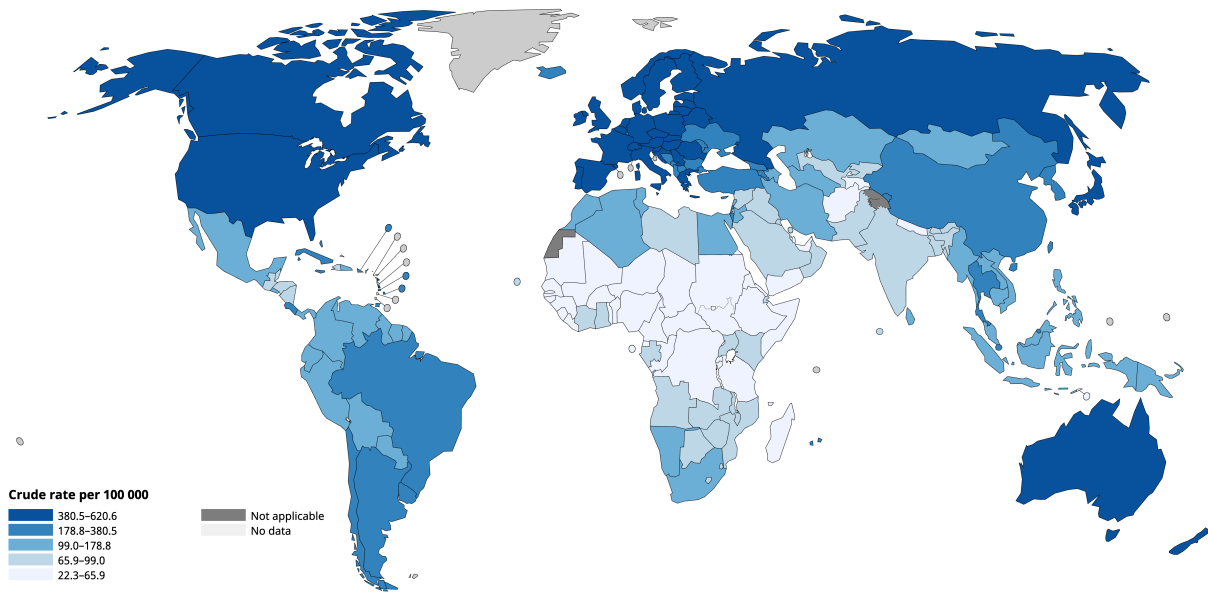 Crude rate per 100 000
380.5–620.6
178.8–380.5
99.0–178.8
65.9–99.0
22.3–65.9
Not applicable
No data